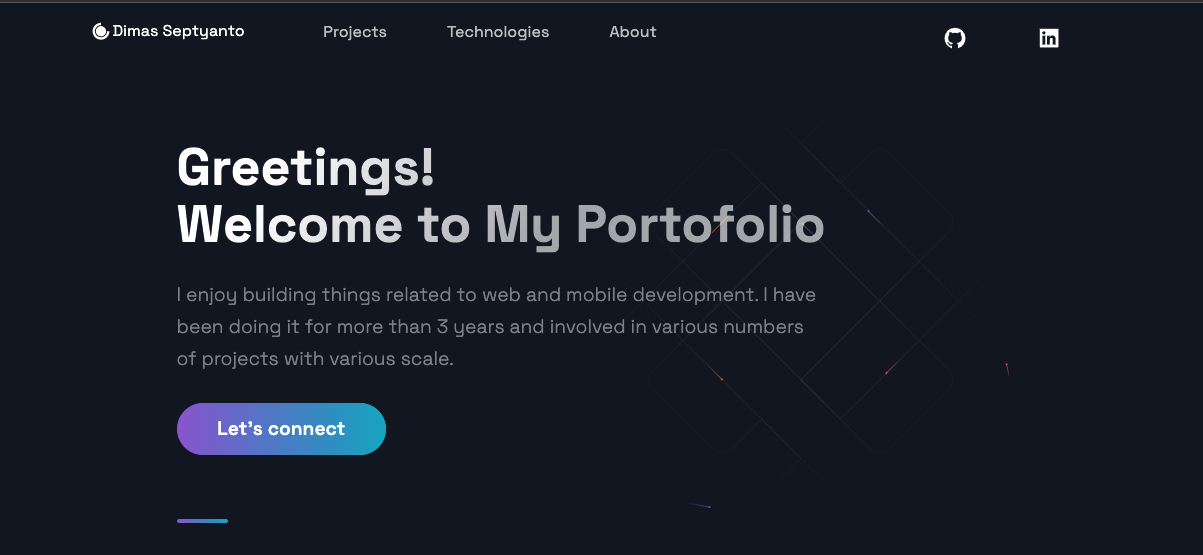 Dimas Septyanto
Projects
Technologies
About
Greetings!
Welcome to My Portofolio
I enjoy building things related to web and mobile development. I have
been doing it for more than 3 years and involved in various numbers
of projects with various scale.
Let's connect